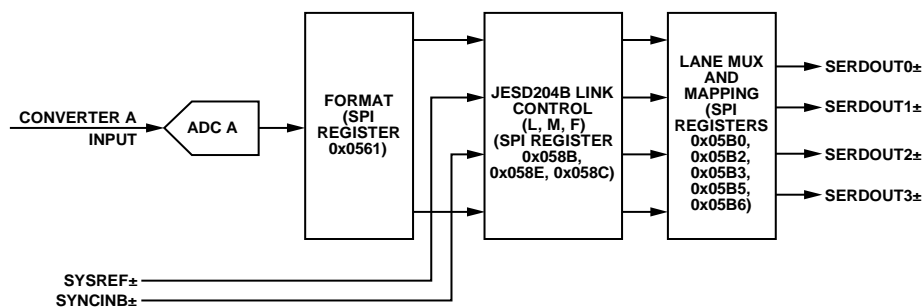 CONVERTER A
INPUT
ADC A
FORMAT
(SPI
REGISTER
0x0561)
JESD204B LINK
CONTROL
(L, M, F)
(SPI REGISTER
0x058B,
0x058E, 0x058C)
LANE MUX
AND
MAPPING
(SPI
REGISTERS
0x05B0,
0x05B2,
0x05B3,
0x05B5,
0x05B6)
SERDOUT0±
SERDOUT1±
SERDOUT2±
SERDOUT3±
SYSREF±
SYNCINB±